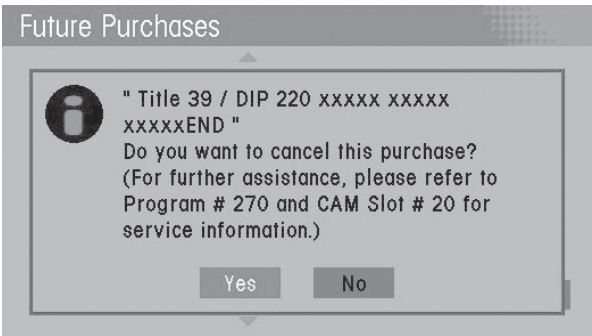 Future Purchases
" Title 39 / DIP 220 xxxxx xxxxx
xxxxxEND "
Do you want to cancel this purchase?
(For further assistance, please refer to
Program # 270 and CAM Slot # 20 for
service information.)
Yes No